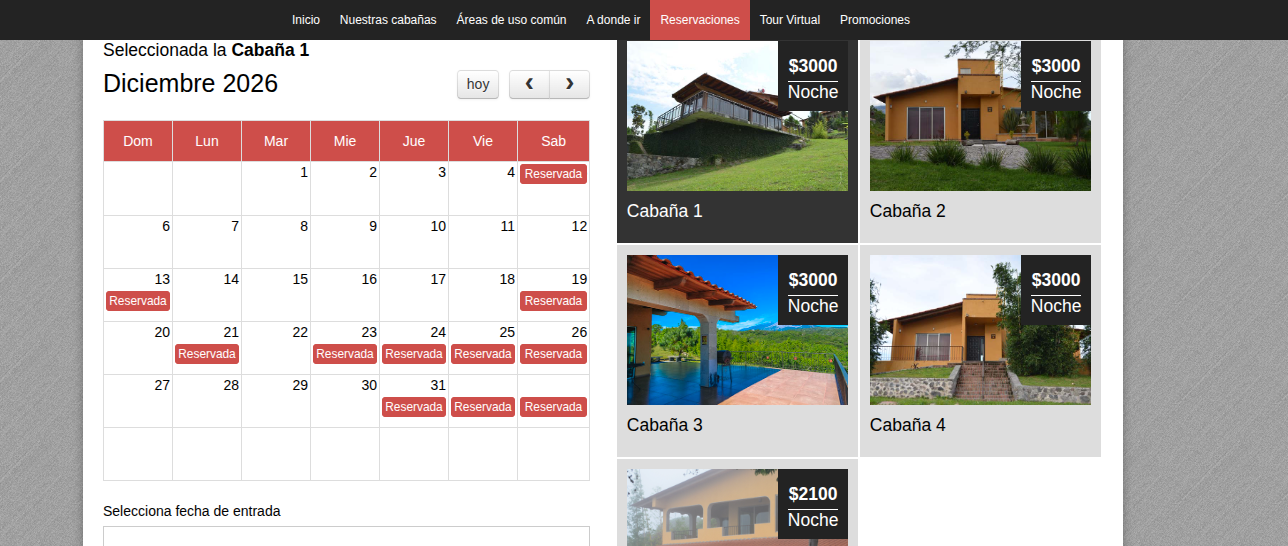 Inicio Nuestras cabañas Áreas de uso común A donde ir Reservaciones Tour Virtual Promociones
Seleccionada la Cabaña 1
Diciembre 2026 hoy ‹ ›
Dom Lun Mar Mie Jue Vie Sab
1 2 3 4 Reservada
6 7 8 9 10 11 12
13 14 15 16 17 18 19
Reservada Reservada
20 21 22 23 24 25 26
Reservada Reservada Reservada Reservada Reservada
27 28 29 30 31
Reservada Reservada Reservada
Selecciona fecha de entrada
$3000
Noche
Cabaña 1
$3000
Noche
Cabaña 2
$3000
Noche
Cabaña 3
$3000
Noche
Cabaña 4
$2100
Noche